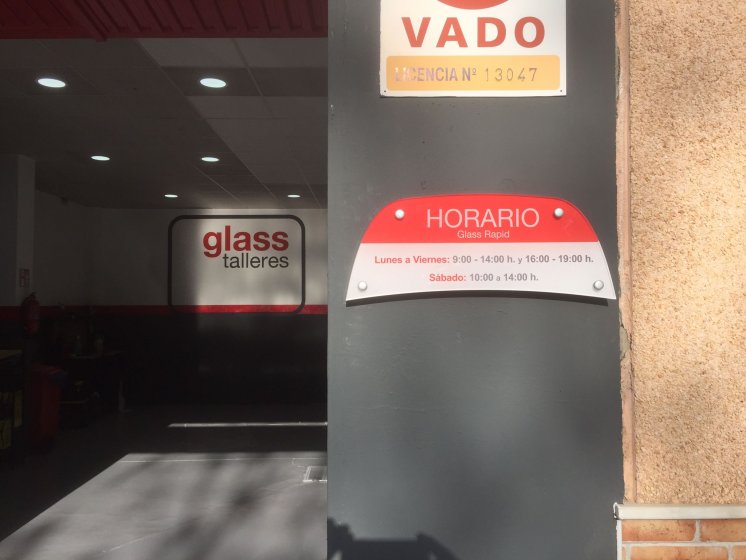 VADO
LICENCIA Nº 13047
HORARIO
Glass Rapid
Lunes a Viernes: 9:00 - 14:00 h. y 16:00 - 19:00 h.
Sábado: 10:00 a 14:00 h.
glass
talleres